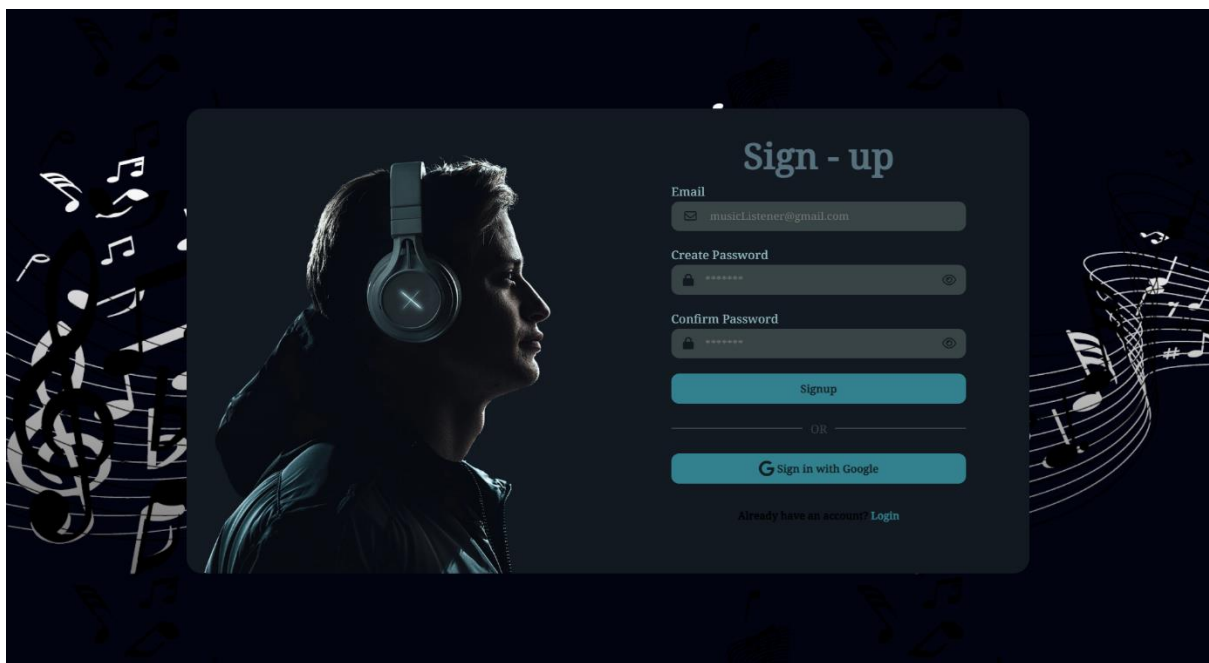 Sign - up
Email
musicListener@gmail.com
Create Password
*******
Confirm Password
*******
Signup
OR
Sign in with Google
Already have an account? Login